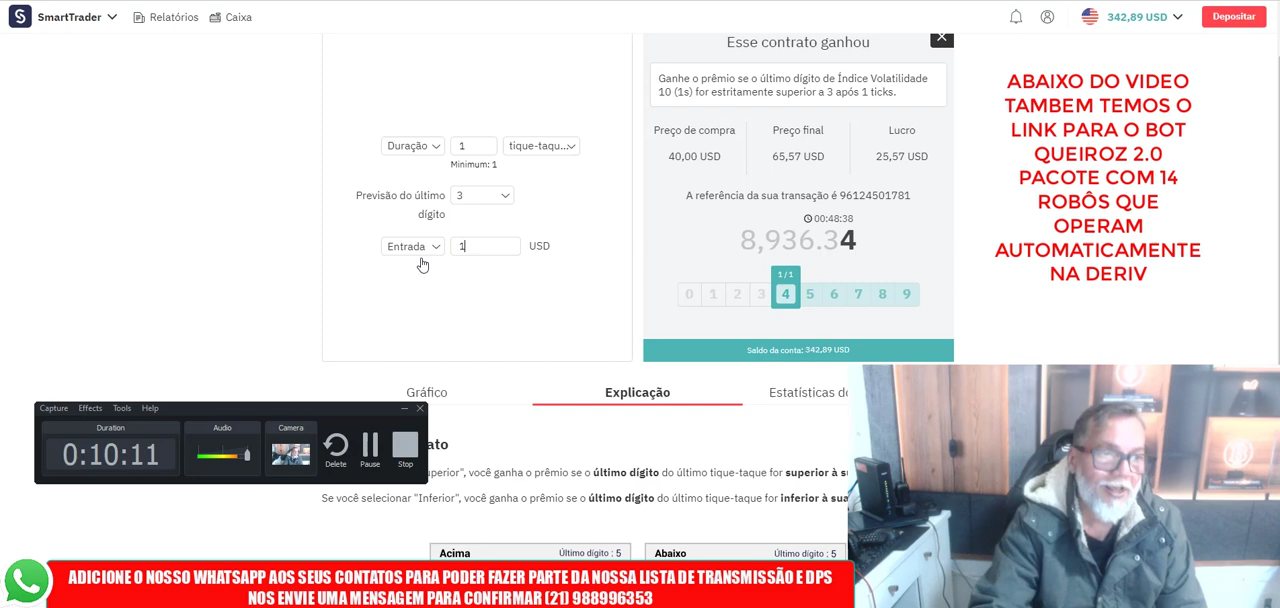 SmartTrader
Relatórios
Caixa
342,89 USD
Depositar
Esse contrato ganhou
Ganhe o prêmio se o último dígito de Índice Volatilidade
10 (1s) for estritamente superior a 3 após 1 ticks.
Preço de compra
Preço final
Lucro
40,00 USD
65,57 USD
25,57 USD
A referência da sua transação é 96124501781
00:48:38
8,936.34
1 / 1
0 1 2 3 4 5 6 7 8 9
Saldo da conta: 342,89 USD
Duração
1
tique-taqu...
Minimum: 1
Previsão do último
dígito
3
Entrada
1
USD
ABAIXO DO VIDEO
TAMBEM TEMOS O
LINK PARA O BOT
QUEIROZ 2.0
PACOTE COM 14
ROBÔS QUE
OPERAM
AUTOMATICAMENTE
NA DERIV
Gráfico
Explicação
Estatísticas do
Capture Effects Tools Help
Duration
Audio
Camera
0:10:11
Delete
Pause
Stop
ato
perior", você ganha o prêmio se o último dígito do último tique-taque for superior à su
Se você selecionar "Inferior", você ganha o prêmio se o último dígito do último tique-taque for inferior à sua
Acima
Último dígito : 5
Abaixo
Último dígito : 5
ADICIONE O NOSSO WHATSAPP AOS SEUS CONTATOS PARA PODER FAZER PARTE DA NOSSA LISTA DE TRANSMISSÃO E DPS
NOS ENVIE UMA MENSAGEM PARA CONFIRMAR (21) 988996353